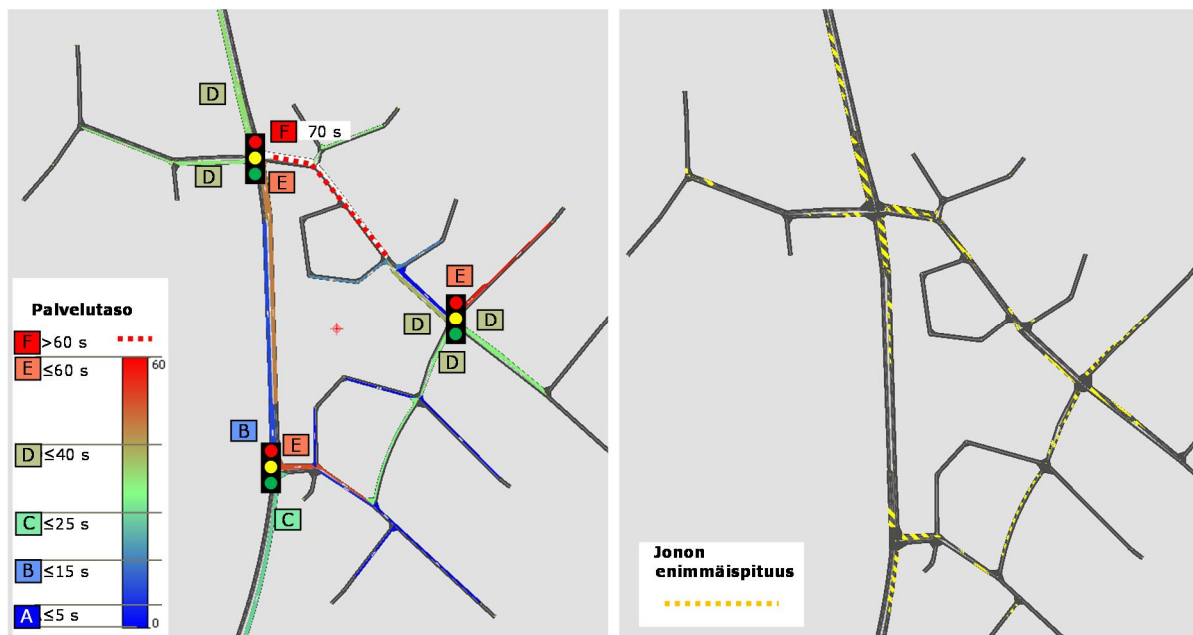 D
F 70 s
D
E
E
D
D
D
B
E
C
Palvelutaso
F >60 s
60
E ≤60 s
D ≤40 s
C ≤25 s
B ≤15 s
A ≤5 s
0
Jonon
enimmäispituus